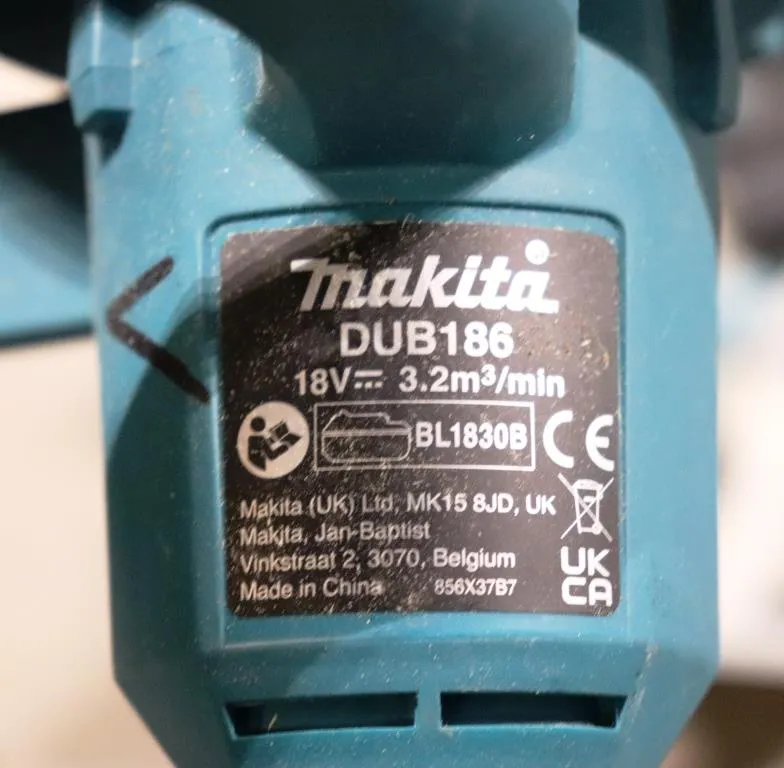 makita
DUB186
18V⎓ 3.2m³/min
BL1830B
CE
Makita (UK) Ltd, MK15 8JD, UK
Makita, Jan-Baptist
Vinkstraat 2, 3070, Belgium
Made in China 856X37B7
UK
CA